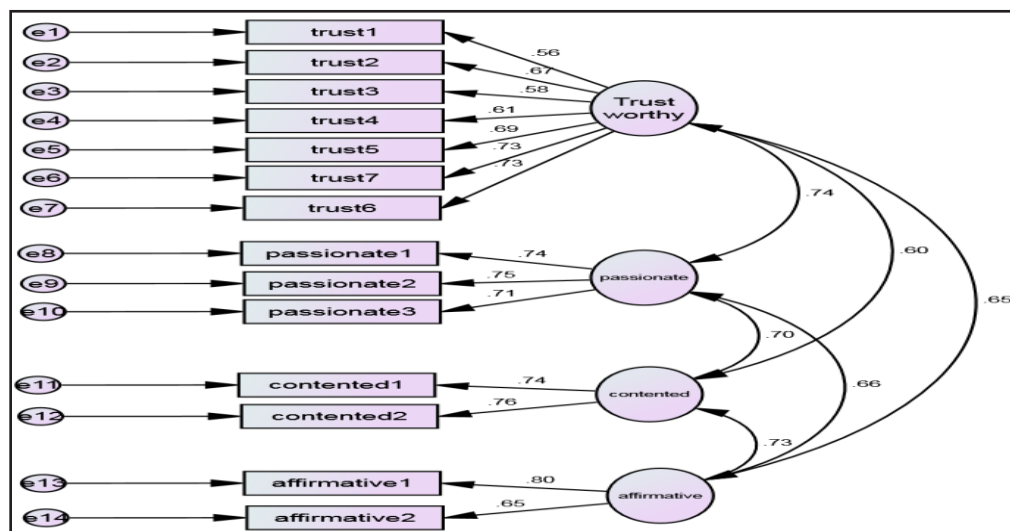 e1
trust1
.56
e2
trust2
.67
e3
trust3
.58
Trust
worthy
e4
trust4
.61
e5
trust5
.69
e6
trust7
.73
e7
trust6
.73
.74
e8
passionate1
.74
.60
e9
passionate2
.75
passionate
e10
passionate3
.71
.65
.70
e11
contented1
.74
.66
contented
e12
contented2
.76
.73
e13
affirmative1
.80
affirmative
e14
affirmative2
.65